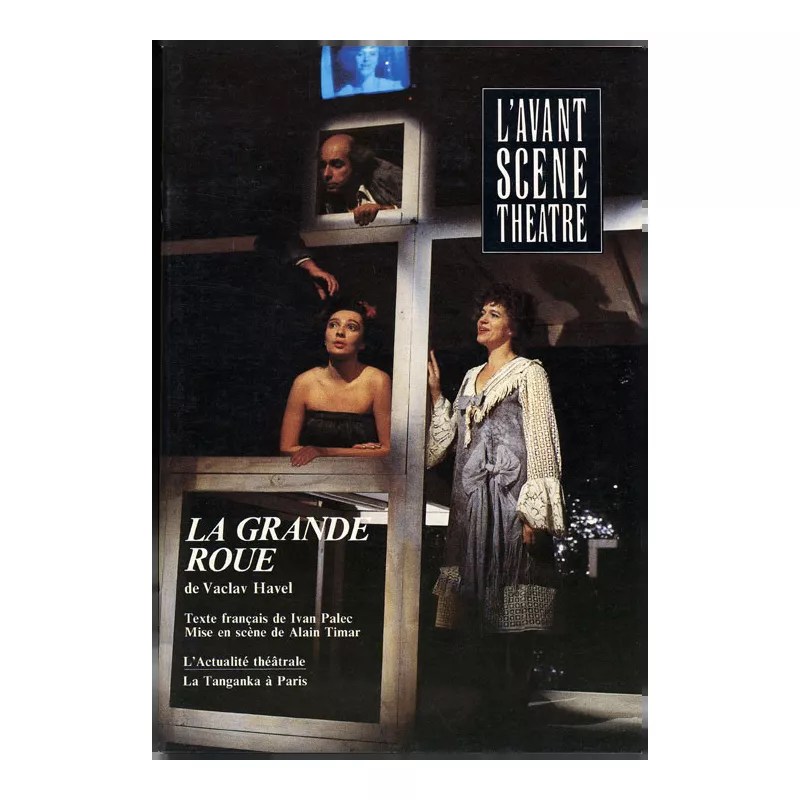 L'AVANT
SCENE
THEATRE
LA GRANDE
ROUE
de Vaclav Havel
Texte français de Ivan Palec
Mise en scène de Alain Timar
L'Actualité théâtrale
La Tanganka à Paris